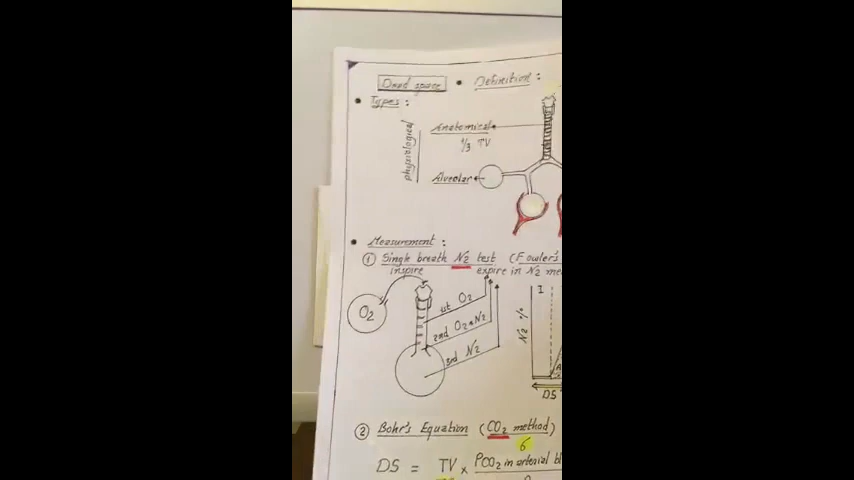 Dead space • Definition :
• Types :
physiological
Anatomical
1/3 TV
Alveolar
• Measurement :
① Single breath N2 test (Fowler's
inspire expire in N2 me
O2
1st O2
2nd O2 + N2
3rd N2
N2 %
I
A
DS
② Bohr's Equation (CO2 method)
6
DS = TV × PCO2 in arterial bl